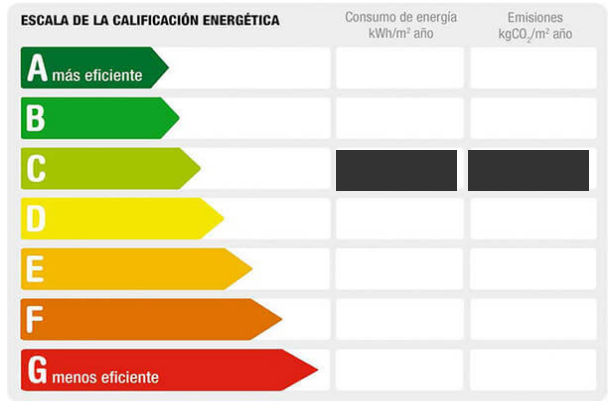 ESCALA DE LA CALIFICACIÓN ENERGÉTICA
Consumo de energía
kWh/m² año
Emisiones
kgCO₂/m² año
A más eficiente
B
C
D
E
F
G menos eficiente